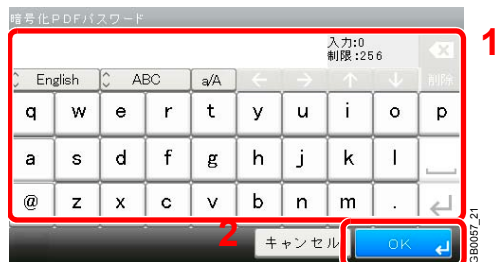 暗号化PDFパスワード
入力:0
制限:256
English ABC a/A ← → ↑ ↓ 削除
q w e r t y u i o p
a s d f g h j k l _
@ z x c v b n m .
キャンセル OK
1
2
GB0057_21